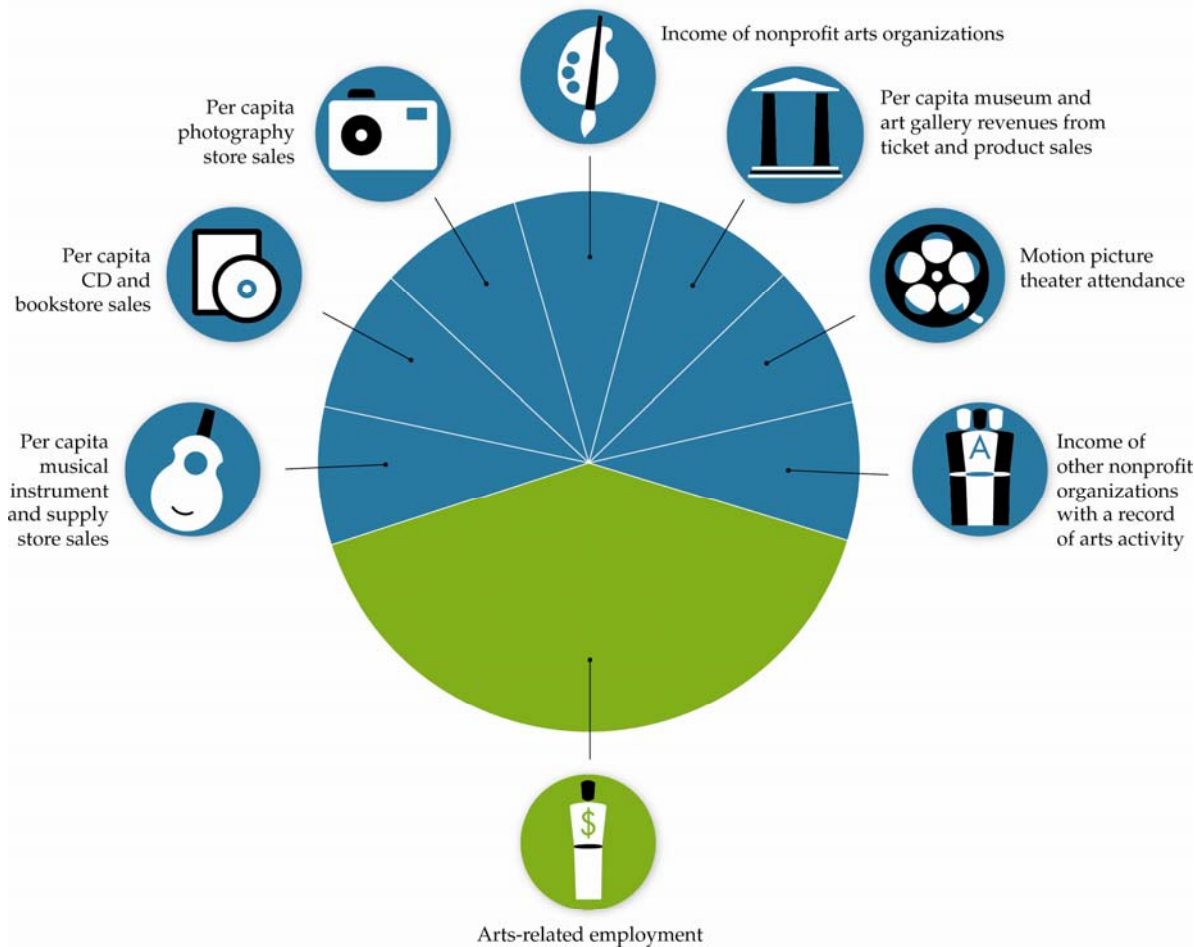 Income of nonprofit arts organizations
Per capita
photography
store sales
Per capita museum and
art gallery revenues from
ticket and product sales
Per capita
CD and
bookstore sales
Motion picture
theater attendance
Per capita
musical
instrument
and supply
store sales
A
Income of
other nonprofit
organizations
with a record
of arts activity
$
Arts-related employment